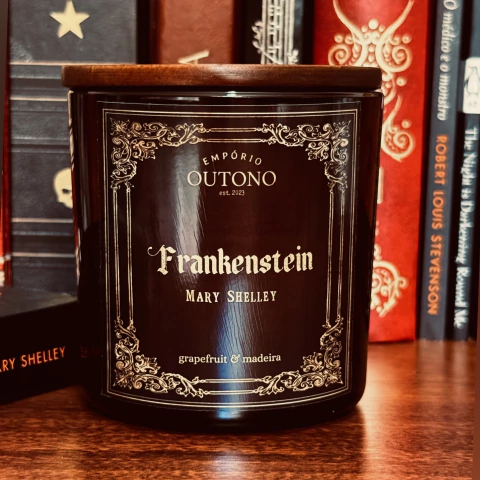 EMPÓRIO
OUTONO
est. 2023
Frankenstein
MARY SHELLEY
grapefruit & madeira
ARY SHELLEY
O médico e o monstro
ROBERT LOUIS STEVENSON
The Night is Darkening Round Me